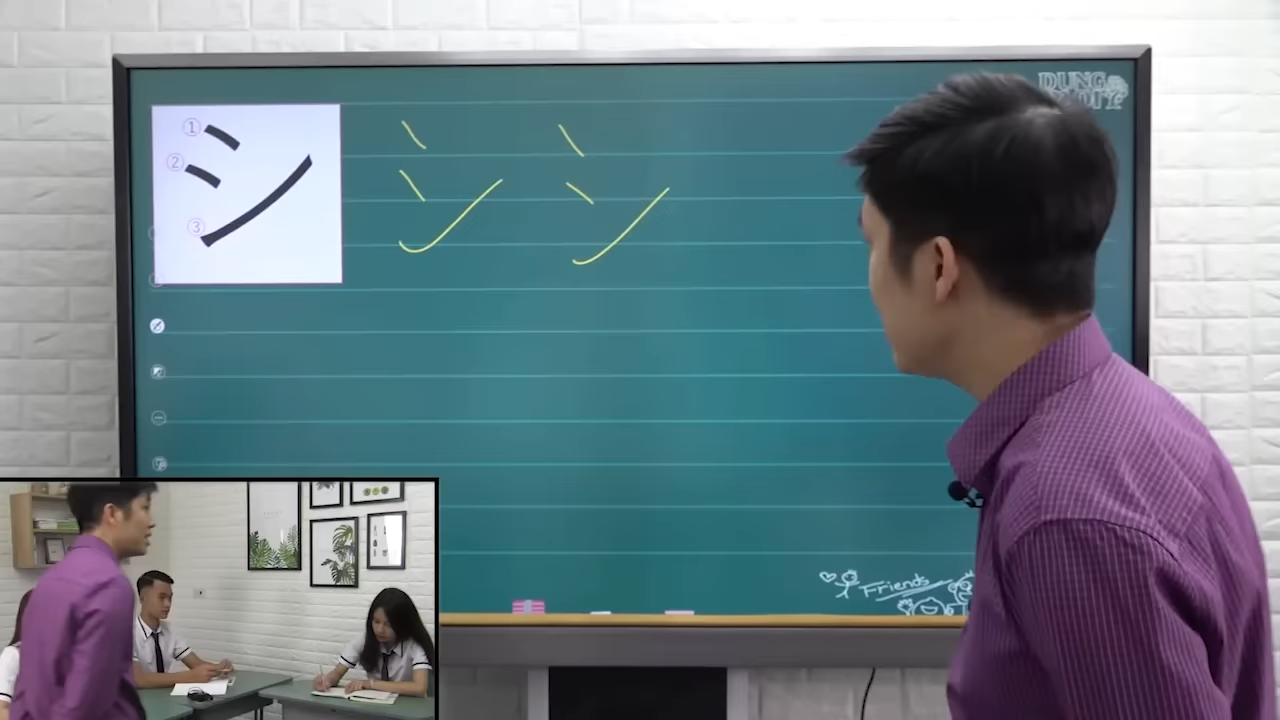 ① ② ③ シ シ シ
DUNG
MORI
Friends